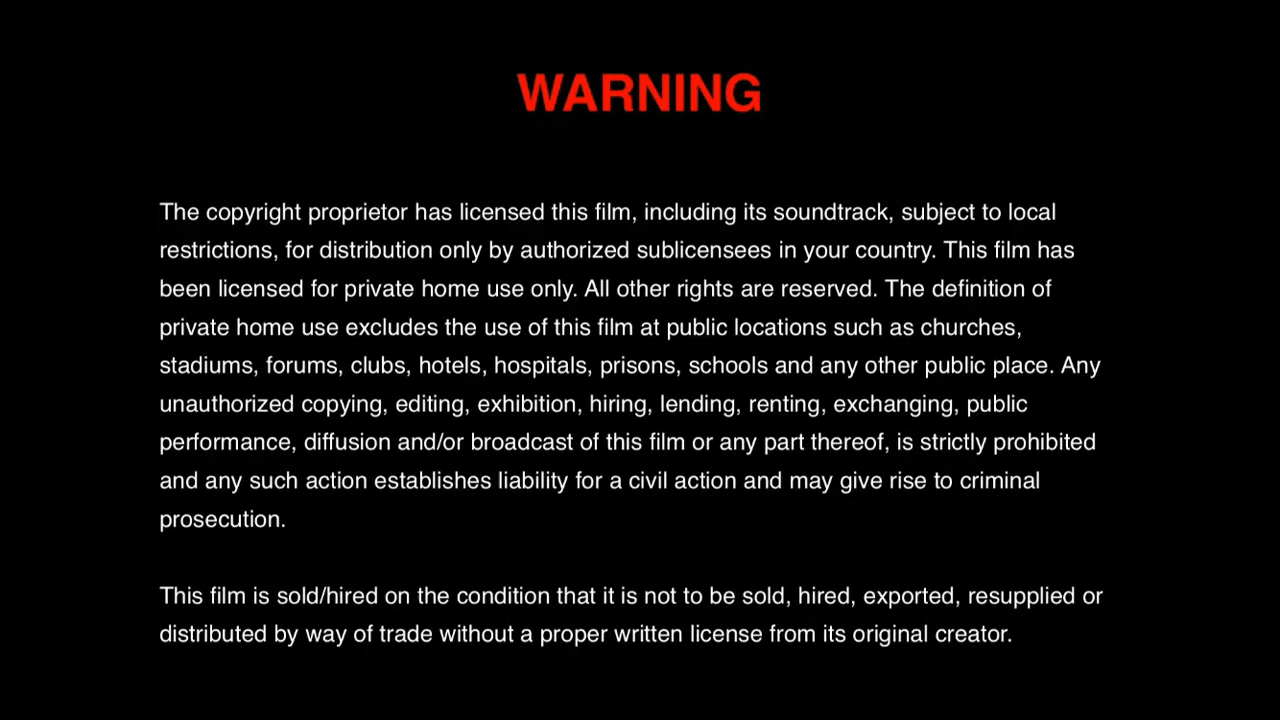 WARNING
The copyright proprietor has licensed this film, including its soundtrack, subject to local
restrictions, for distribution only by authorized sublicensees in your country. This film has
been licensed for private home use only. All other rights are reserved. The definition of
private home use excludes the use of this film at public locations such as churches,
stadiums, forums, clubs, hotels, hospitals, prisons, schools and any other public place. Any
unauthorized copying, editing, exhibition, hiring, lending, renting, exchanging, public
performance, diffusion and/or broadcast of this film or any part thereof, is strictly prohibited
and any such action establishes liability for a civil action and may give rise to criminal
prosecution.
This film is sold/hired on the condition that it is not to be sold, hired, exported, resupplied or
distributed by way of trade without a proper written license from its original creator.